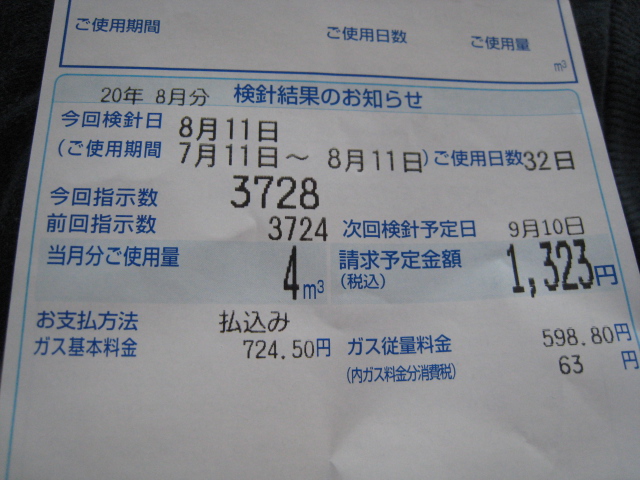 ご使用期間 ご使用日数 ご使用量
m³
20年 8月分 検針結果のお知らせ
今回検針日 8月11日
(ご使用期間 7月11日～ 8月11日)ご使用日数32日
今回指示数 3728
前回指示数 3724 次回検針予定日 9月10日
当月分ご使用量 4m³ 請求予定金額(税込) 1,323円
お支払方法 払込み
ガス基本料金 724.50円 ガス従量料金 598.80円
(内ガス料金分消費税) 63 円